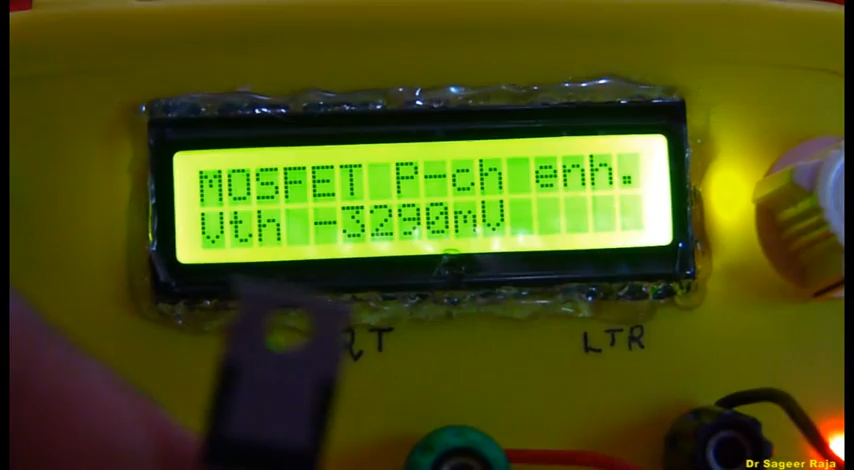 MOSFET P-ch enh.
Vth -3290mV
LTR
Dr Sageer Raja